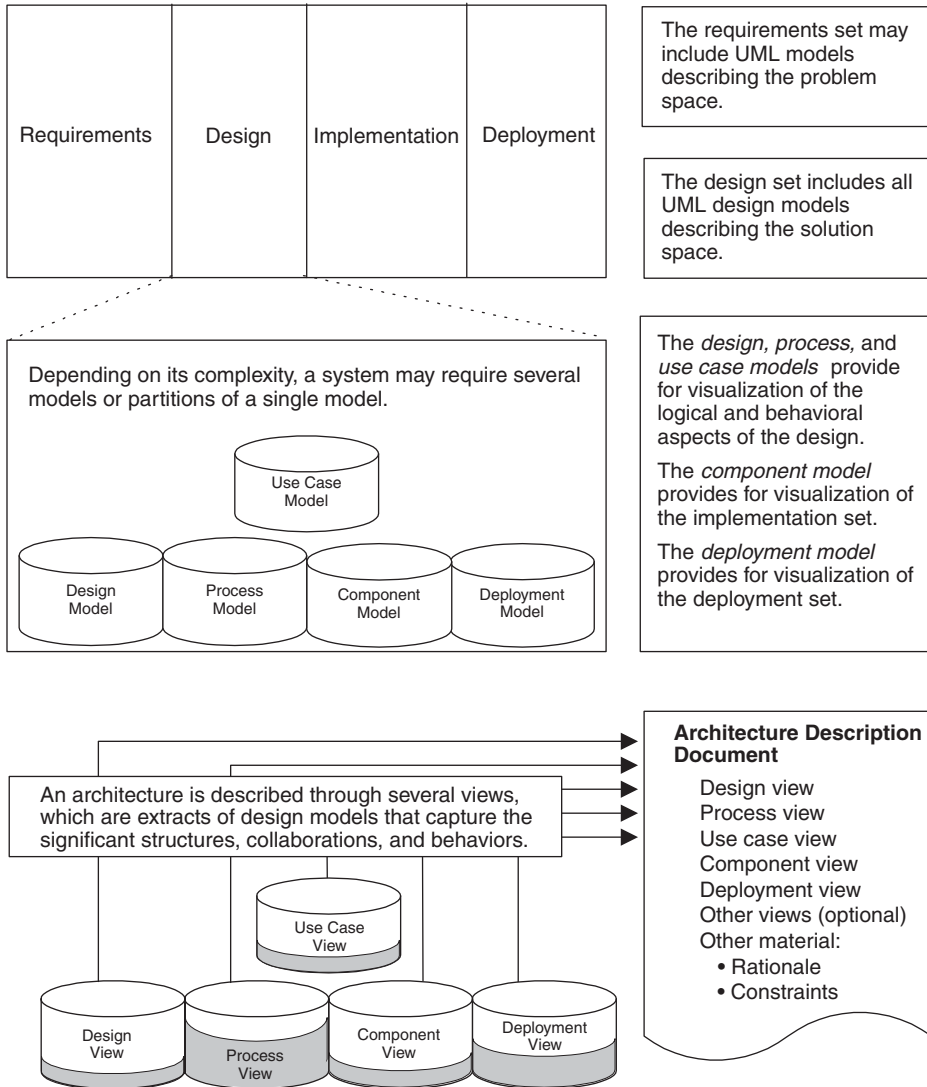 Requirements
Design
Implementation
Deployment
The requirements set may
include UML models
describing the problem
space.
The design set includes all
UML design models
describing the solution
space.
Depending on its complexity, a system may require several
models or partitions of a single model.
Use Case
Model
Design
Model
Process
Model
Component
Model
Deployment
Model
The design, process, and
use case models provide
for visualization of the
logical and behavioral
aspects of the design.
The component model
provides for visualization of
the implementation set.
The deployment model
provides for visualization of
the deployment set.
An architecture is described through several views,
which are extracts of design models that capture the
significant structures, collaborations, and behaviors.
Use Case
View
Design
View
Process
View
Component
View
Deployment
View
Architecture Description
Document
Design view
Process view
Use case view
Component view
Deployment view
Other views (optional)
Other material:
• Rationale
• Constraints